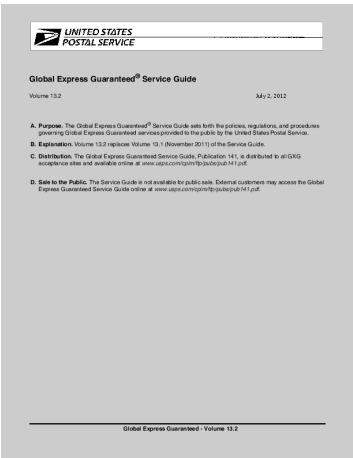 UNITED STATES
POSTAL SERVICE
Global Express Guaranteed® Service Guide
Volume 13.2 July 2, 2012
A. Purpose. The Global Express Guaranteed® Service Guide sets forth the policies, regulations, and procedures
governing Global Express Guaranteed services provided to the public by the United States Postal Service.
B. Explanation. Volume 13.2 replaces Volume 13.1 (November 2011) of the Service Guide.
C. Distribution. The Global Express Guaranteed Service Guide, Publication 141, is distributed to all GXG
acceptance sites and available online at www.usps.com/cpim/ftp/pubs/pub141.pdf.
D. Sale to the Public. The Service Guide is not available for public sale. External customers may access the Global
Express Guaranteed Service Guide online at www.usps.com/cpim/ftp/pubs/pub141.pdf.
Global Express Guaranteed - Volume 13.2